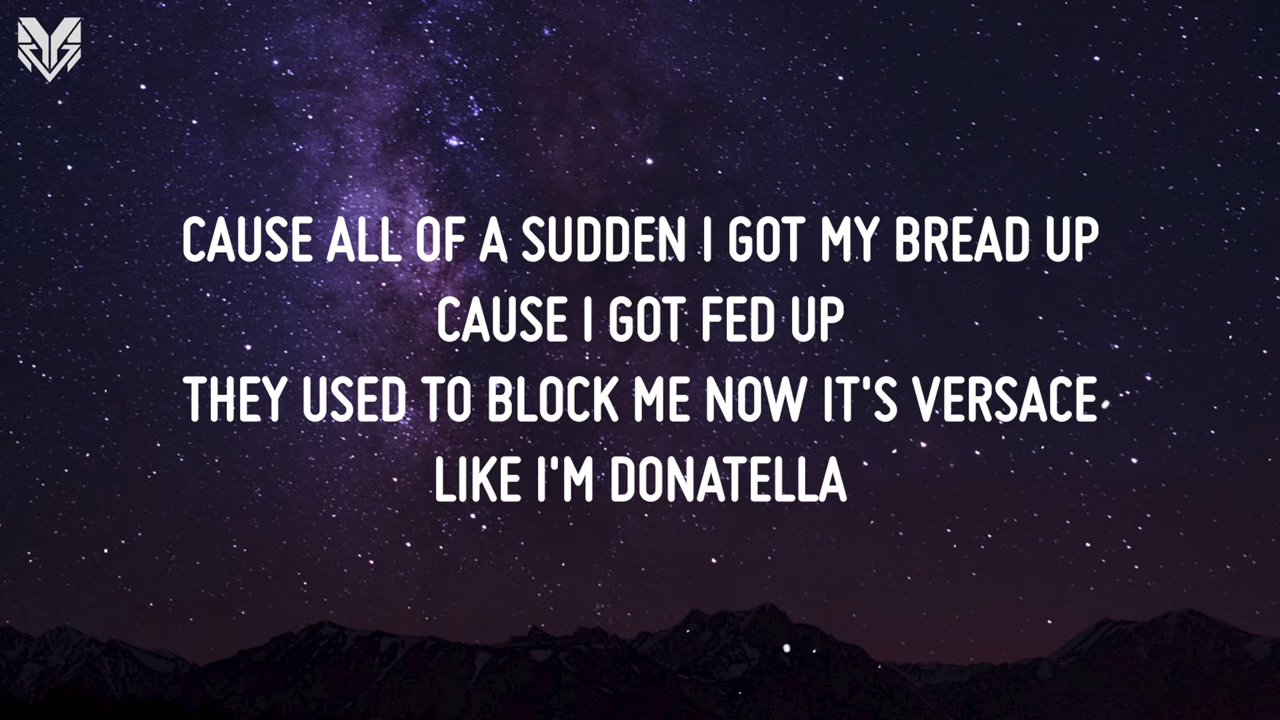 CAUSE ALL OF A SUDDEN I GOT MY BREAD UP
CAUSE I GOT FED UP
THEY USED TO BLOCK ME NOW IT'S VERSACE
LIKE I'M DONATELLA